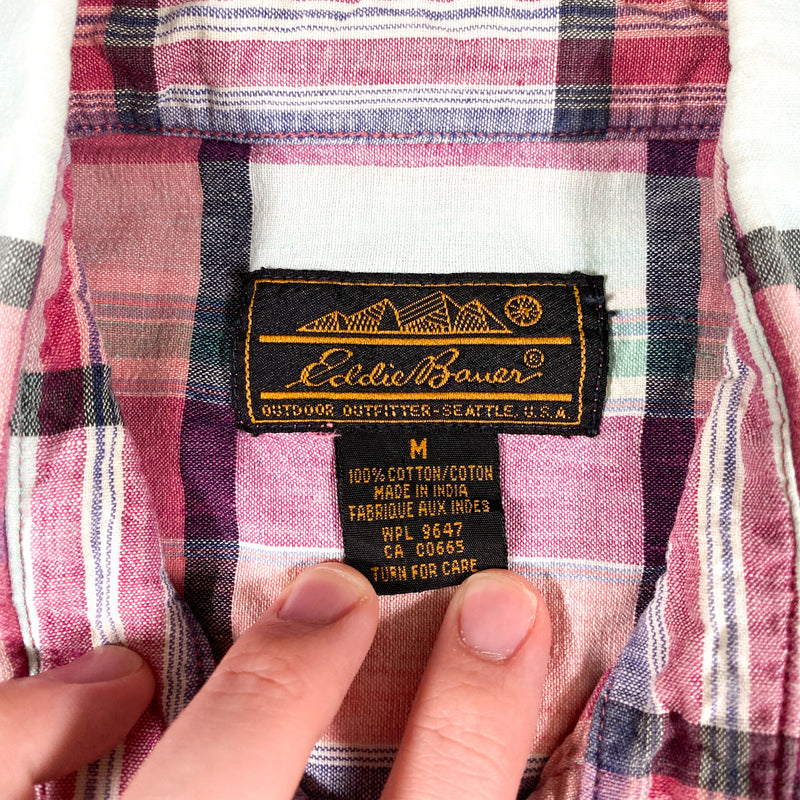 Eddie Bauer®
OUTDOOR OUTFITTER-SEATTLE, U.S.A.
M
100% COTTON/COTON
MADE IN INDIA
FABRIQUE AUX INDES
WPL 9647
CA 00665
TURN FOR CARE